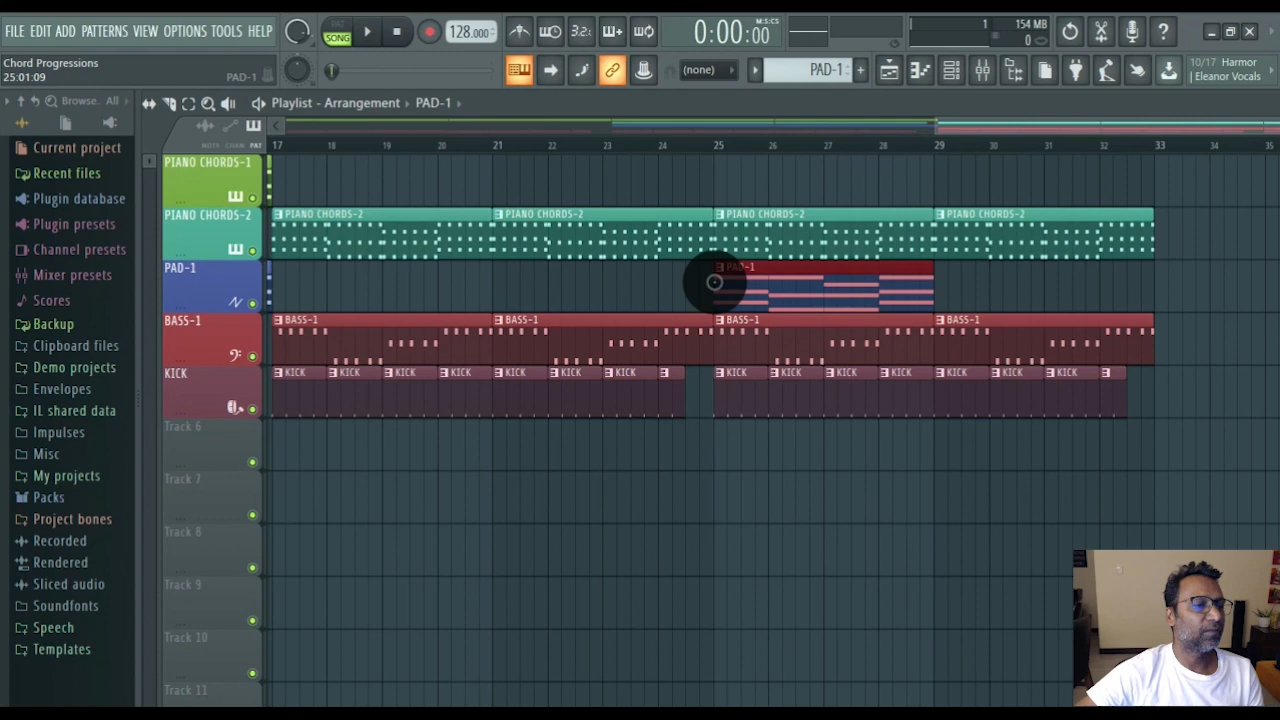 FILE EDIT ADD PATTERNS VIEW OPTIONS TOOLS HELP
PAT
SONG
128.000
3.2:
0:00:00
M:S:CS
1
154 MB
0
Chord Progressions
25:01:09
PAD-1
(none)
PAD-1
10/17 Harmor
Eleanor Vocals
Browse... All
Playlist - Arrangement › PAD-1 ›
NOTE CHAN PAT
17 18 19 20 21 22 23 24 25 26 27 28 29 30 31 32 33 34 35
Current project
Recent files
Plugin database
Plugin presets
Channel presets
Mixer presets
Scores
Backup
Clipboard files
Demo projects
Envelopes
IL shared data
Impulses
Misc
My projects
Packs
Project bones
Recorded
Rendered
Sliced audio
Soundfonts
Speech
Templates
PIANO CHORDS-1
PIANO CHORDS-2
PIANO CHORDS-2 PIANO CHORDS-2 PIANO CHORDS-2 PIANO CHORDS-2
PAD-1
PAD-1
BASS-1
BASS-1 BASS-1 BASS-1 BASS-1
KICK
KICK KICK KICK KICK KICK KICK KICK KICK KICK KICK KICK KICK KICK KICK
Track 6
Track 7
Track 8
Track 9
Track 10
Track 11